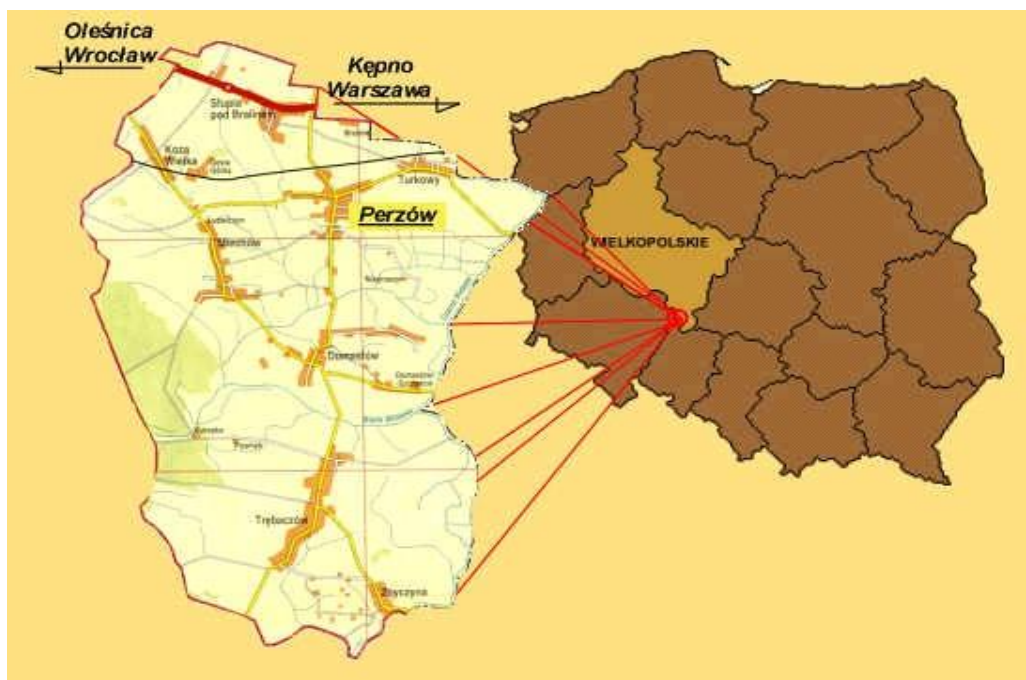 Oleśnica
Wrocław
Kępno
Warszawa
Słupia
pod Bralinem
Koza
Wielka
Turkowy
Perzów
WIELKOPOLSKIE
Miechów
Domasłów
Trębaczów
Zbyczyna